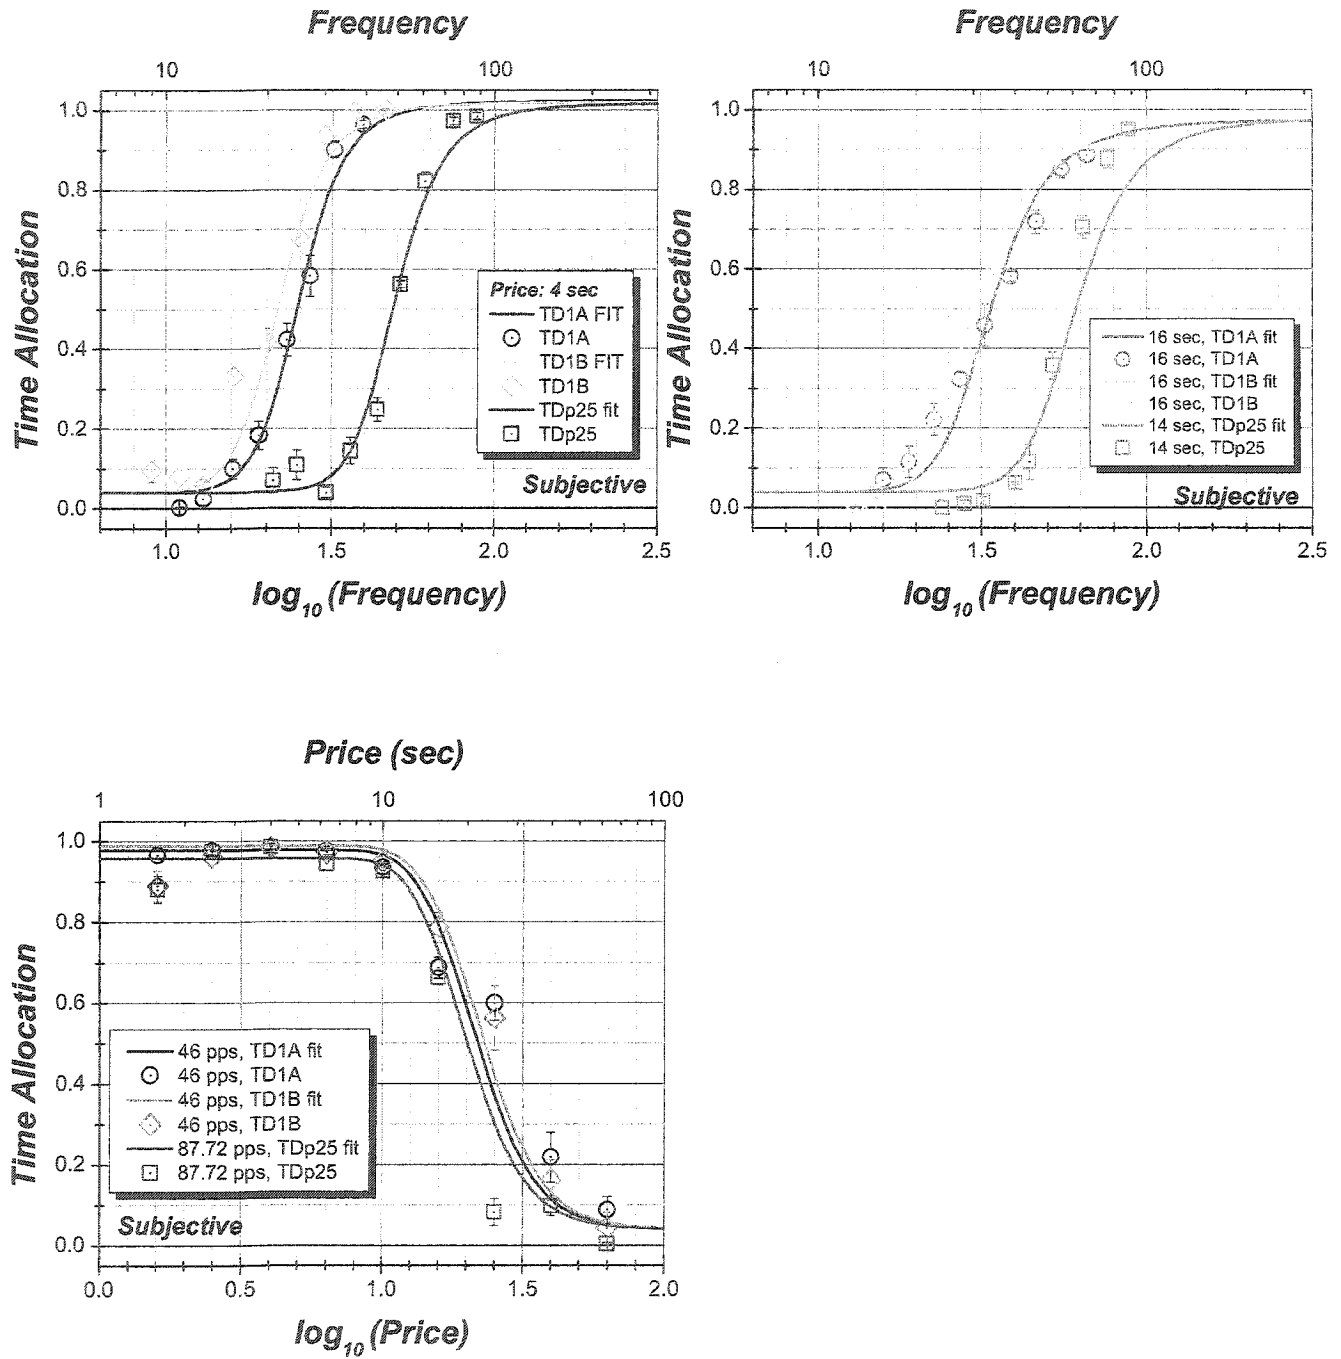 Frequency
10 100
1.0
0.8
0.6
0.4
0.2
0.0
Time Allocation
Price: 4 sec
TD1A FIT
TD1A
TD1B FIT
TD1B
TDp25 fit
TDp25
Subjective
1.0 1.5 2.0 2.5
log10 (Frequency)
Frequency
10 100
1.0
0.8
0.6
0.4
0.2
0.0
Time Allocation
16 sec, TD1A fit
16 sec, TD1A
16 sec, TD1B fit
16 sec, TD1B
14 sec, TDp25 fit
14 sec, TDp25
Subjective
1.0 1.5 2.0 2.5
log10 (Frequency)
Price (sec)
1 10 100
1.0
0.8
0.6
0.4
0.2
0.0
Time Allocation
46 pps, TD1A fit
46 pps, TD1A
46 pps, TD1B fit
46 pps, TD1B
87.72 pps, TDp25 fit
87.72 pps, TDp25
Subjective
0.0 0.5 1.0 1.5 2.0
log10 (Price)